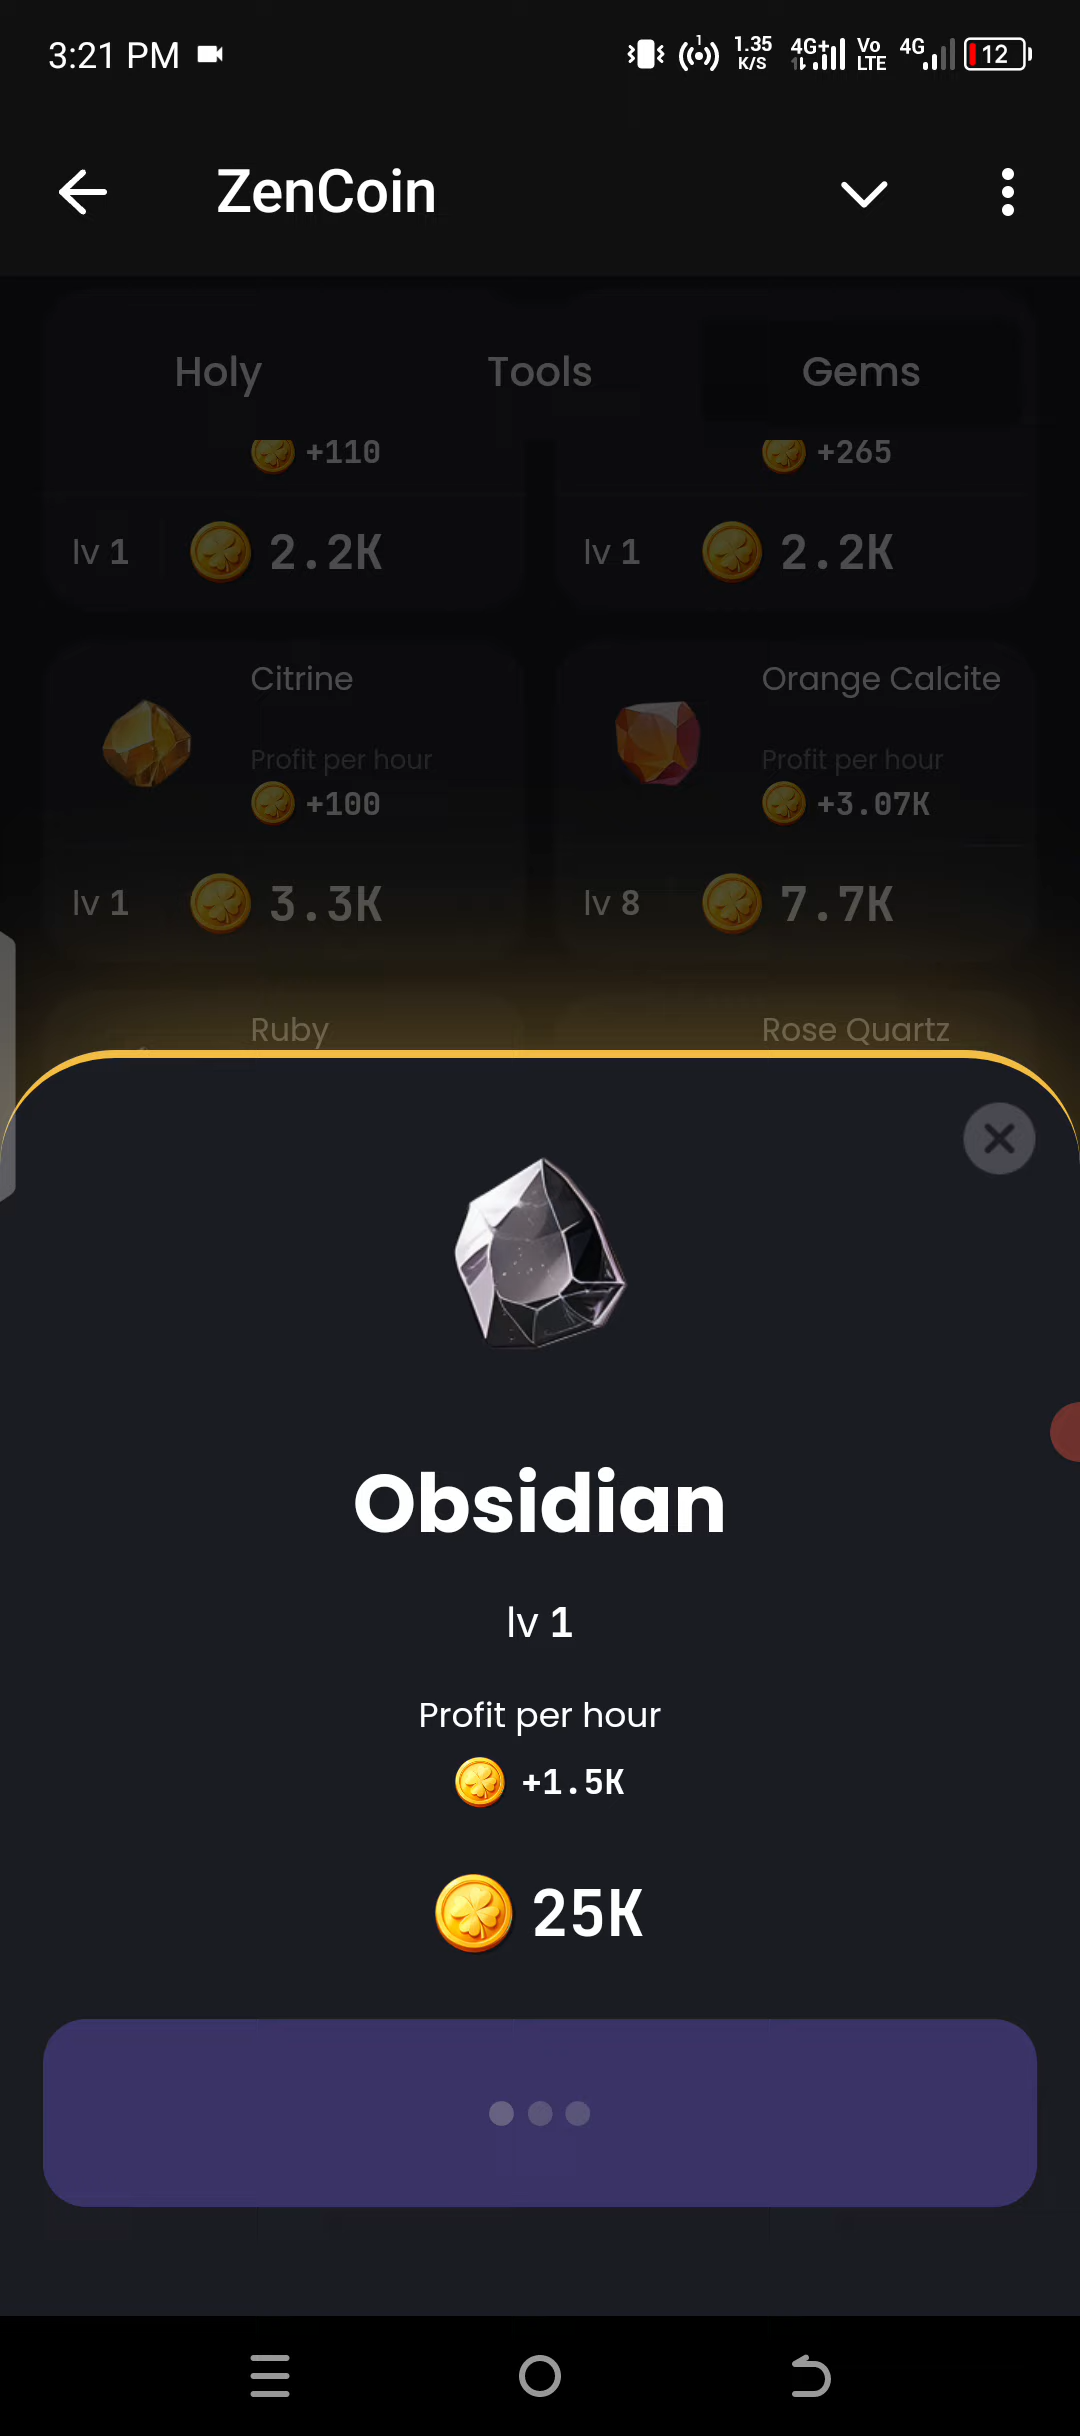 3:21 PM
1
1.35
K/S
4G+
Vo
LTE
4G
12
ZenCoin
Holy
Tools
Gems
+110
+265
lv 1
2.2K
lv 1
2.2K
Citrine
Orange Calcite
Profit per hour
Profit per hour
+100
+3.07K
lv 1
3.3K
lv 8
7.7K
Ruby
Rose Quartz
Obsidian
lv 1
Profit per hour
+1.5K
25K